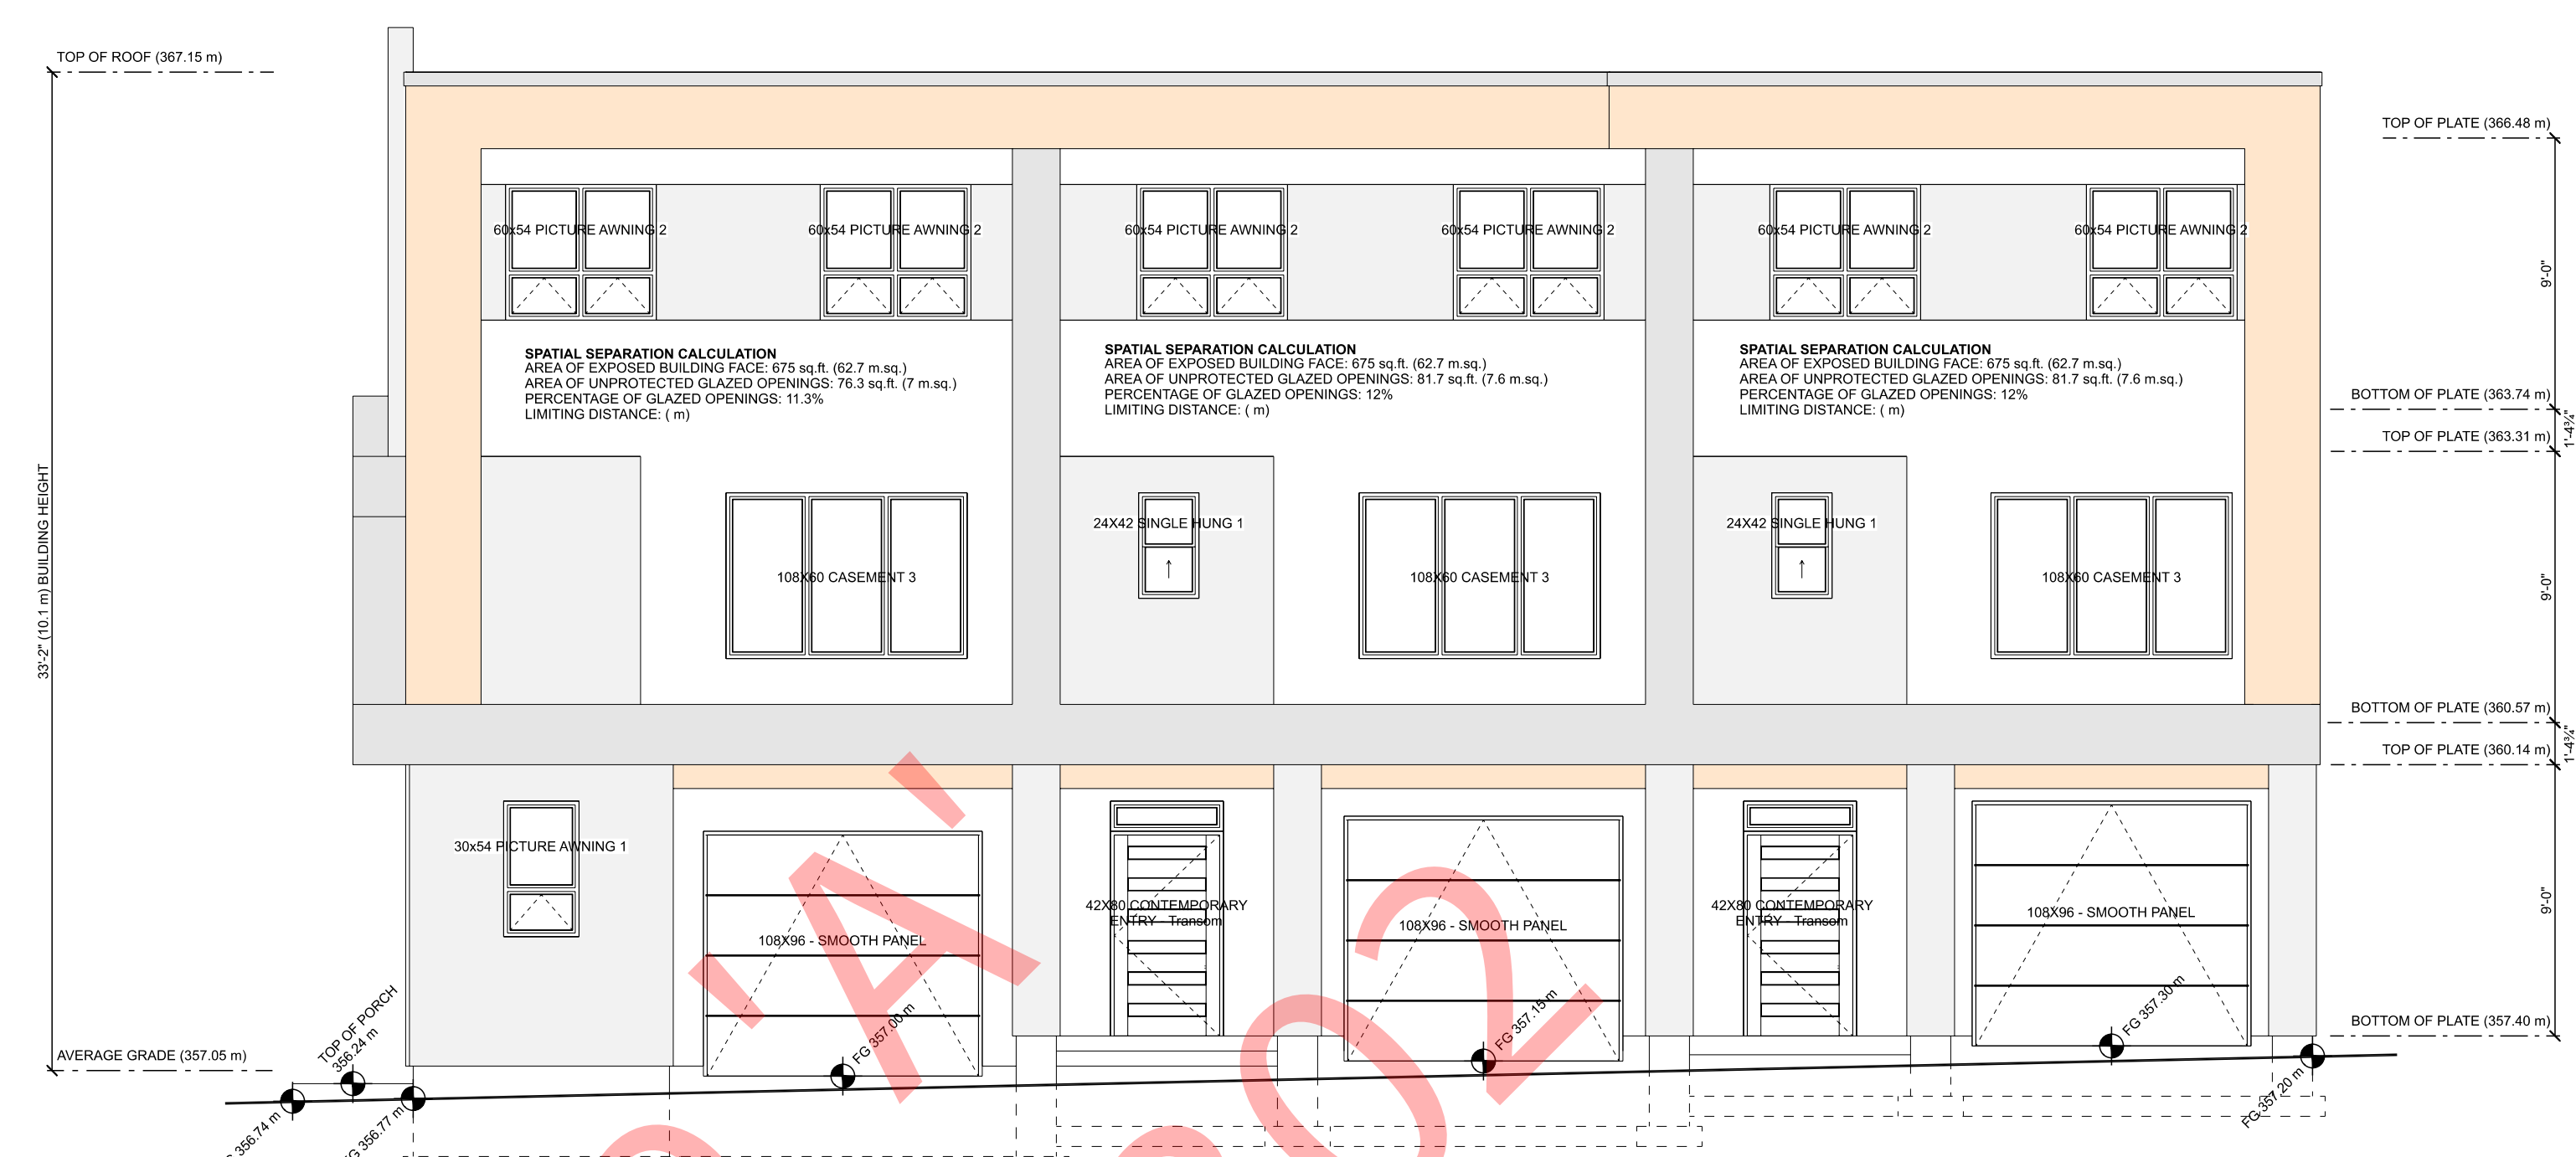 TOP OF ROOF (367.15 m)
TOP OF PLATE (366.48 m)
60x54 PICTURE AWNING 2
60x54 PICTURE AWNING 2
60x54 PICTURE AWNING 2
60x54 PICTURE AWNING 2
60x54 PICTURE AWNING 2
60x54 PICTURE AWNING 2
9'-0"
SPATIAL SEPARATION CALCULATION
AREA OF EXPOSED BUILDING FACE: 675 sq.ft. (62.7 m.sq.)
AREA OF UNPROTECTED GLAZED OPENINGS: 76.3 sq.ft. (7 m.sq.)
PERCENTAGE OF GLAZED OPENINGS: 11.3%
LIMITING DISTANCE: ( m)
SPATIAL SEPARATION CALCULATION
AREA OF EXPOSED BUILDING FACE: 675 sq.ft. (62.7 m.sq.)
AREA OF UNPROTECTED GLAZED OPENINGS: 81.7 sq.ft. (7.6 m.sq.)
PERCENTAGE OF GLAZED OPENINGS: 12%
LIMITING DISTANCE: ( m)
SPATIAL SEPARATION CALCULATION
AREA OF EXPOSED BUILDING FACE: 675 sq.ft. (62.7 m.sq.)
AREA OF UNPROTECTED GLAZED OPENINGS: 81.7 sq.ft. (7.6 m.sq.)
PERCENTAGE OF GLAZED OPENINGS: 12%
LIMITING DISTANCE: ( m)
BOTTOM OF PLATE (363.74 m)
1'-4¾"
TOP OF PLATE (363.31 m)
33'-2" (10.1 m) BUILDING HEIGHT
108X60 CASEMENT 3
24X42 SINGLE HUNG 1
108X60 CASEMENT 3
24X42 SINGLE HUNG 1
108X60 CASEMENT 3
9'-0"
BOTTOM OF PLATE (360.57 m)
1'-4¾"
TOP OF PLATE (360.14 m)
30x54 PICTURE AWNING 1
108X96 - SMOOTH PANEL
42X80 CONTEMPORARY
ENTRY - Transom
108X96 - SMOOTH PANEL
42X80 CONTEMPORARY
ENTRY - Transom
108X96 - SMOOTH PANEL
9'-0"
BOTTOM OF PLATE (357.40 m)
AVERAGE GRADE (357.05 m)
TOP OF PORCH
356.24 m
FG 357.00 m
FG 357.15 m
FG 357.30 m
356.74 m
356.77 m
FG 357.20 m
'A'
02